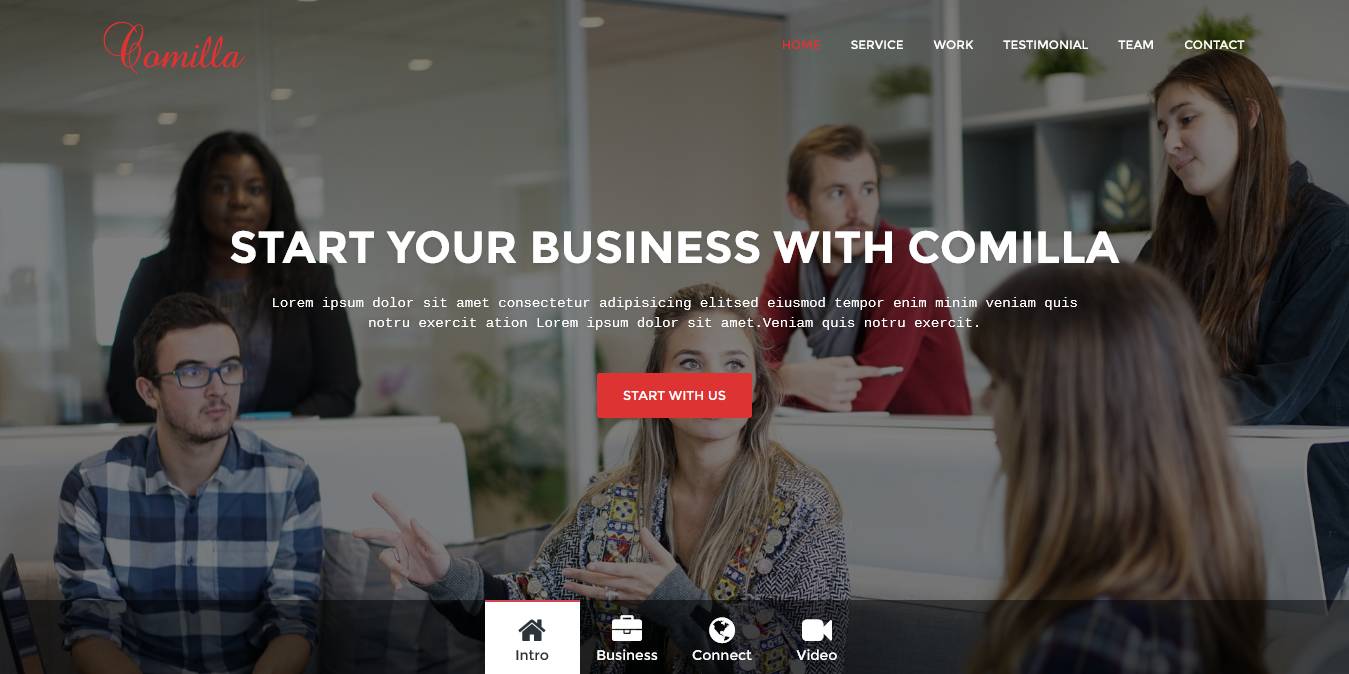 Comilla
HOME SERVICE WORK TESTIMONIAL TEAM CONTACT
START YOUR BUSINESS WITH COMILLA
Lorem ipsum dolor sit amet consectetur adipisicing elitsed eiusmod tempor enim minim veniam quis
notru exercit ation Lorem ipsum dolor sit amet.Veniam quis notru exercit.
START WITH US
Intro Business Connect Video